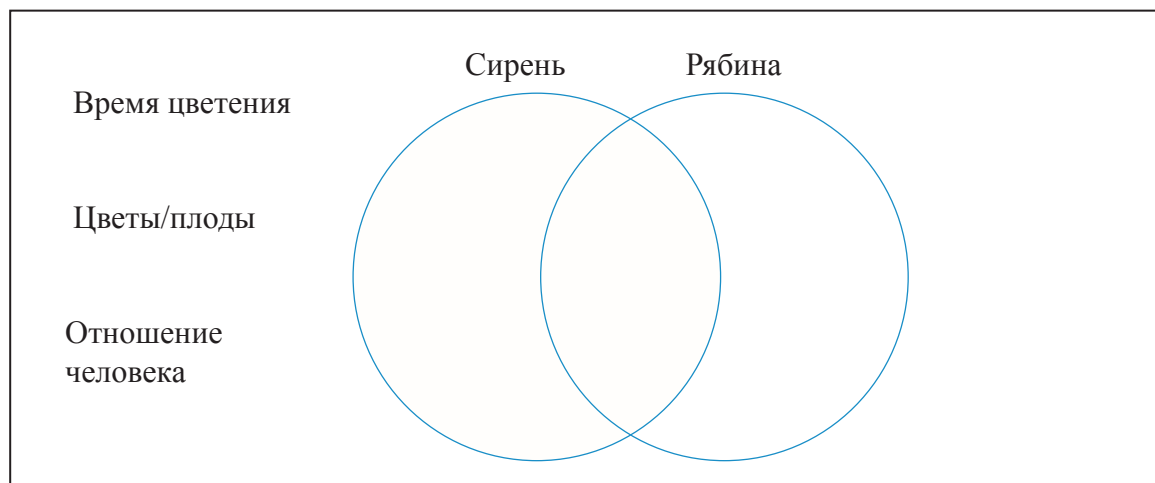 Сирень
Рябина
Время цветения
Цветы/плоды
Отношение
человека